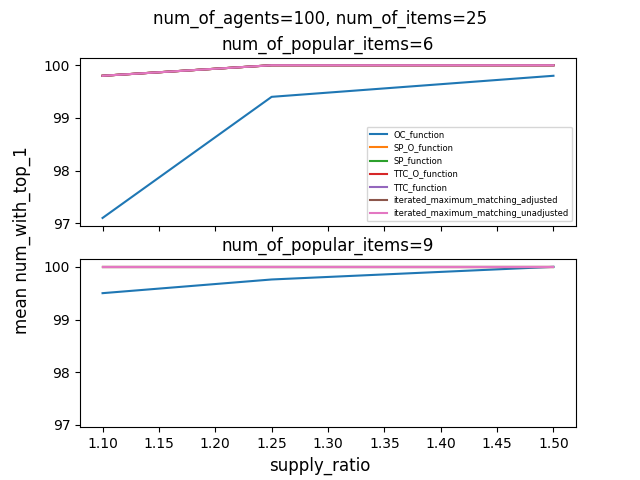 num_of_agents=100, num_of_items=25
num_of_popular_items=6
100
99
98
97
OC_function
SP_O_function
SP_function
TTC_O_function
TTC_function
iterated_maximum_matching_adjusted
iterated_maximum_matching_unadjusted
mean num_with_top_1
num_of_popular_items=9
100
99
98
97
1.10 1.15 1.20 1.25 1.30 1.35 1.40 1.45 1.50
supply_ratio